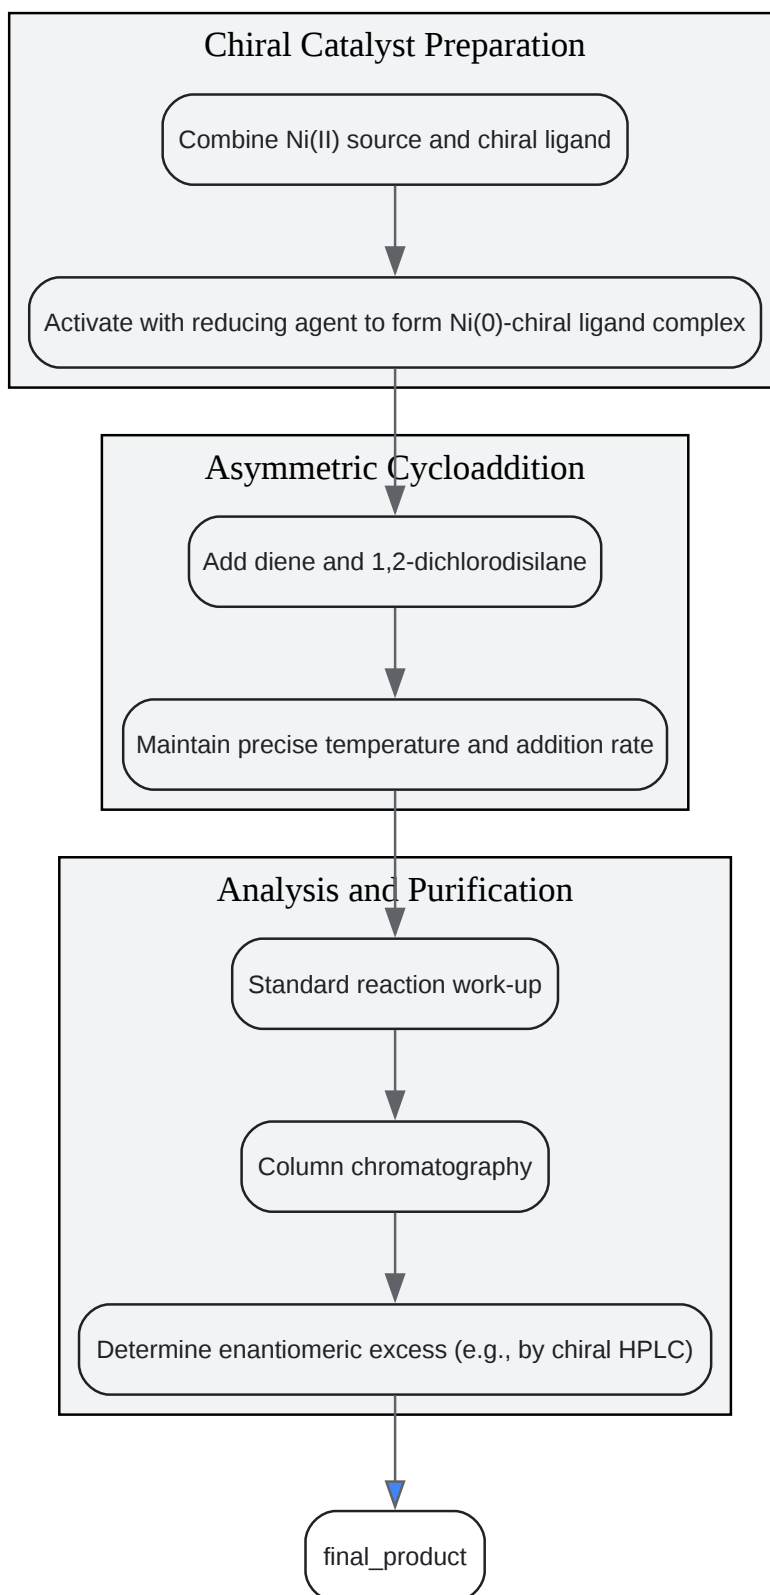 Chiral Catalyst Preparation
Combine Ni(II) source and chiral ligand
Activate with reducing agent to form Ni(0)-chiral ligand complex
Asymmetric Cycloaddition
Add diene and 1,2-dichlorodisilane
Maintain precise temperature and addition rate
Analysis and Purification
Standard reaction work-up
Column chromatography
Determine enantiomeric excess (e.g., by chiral HPLC)
final_product